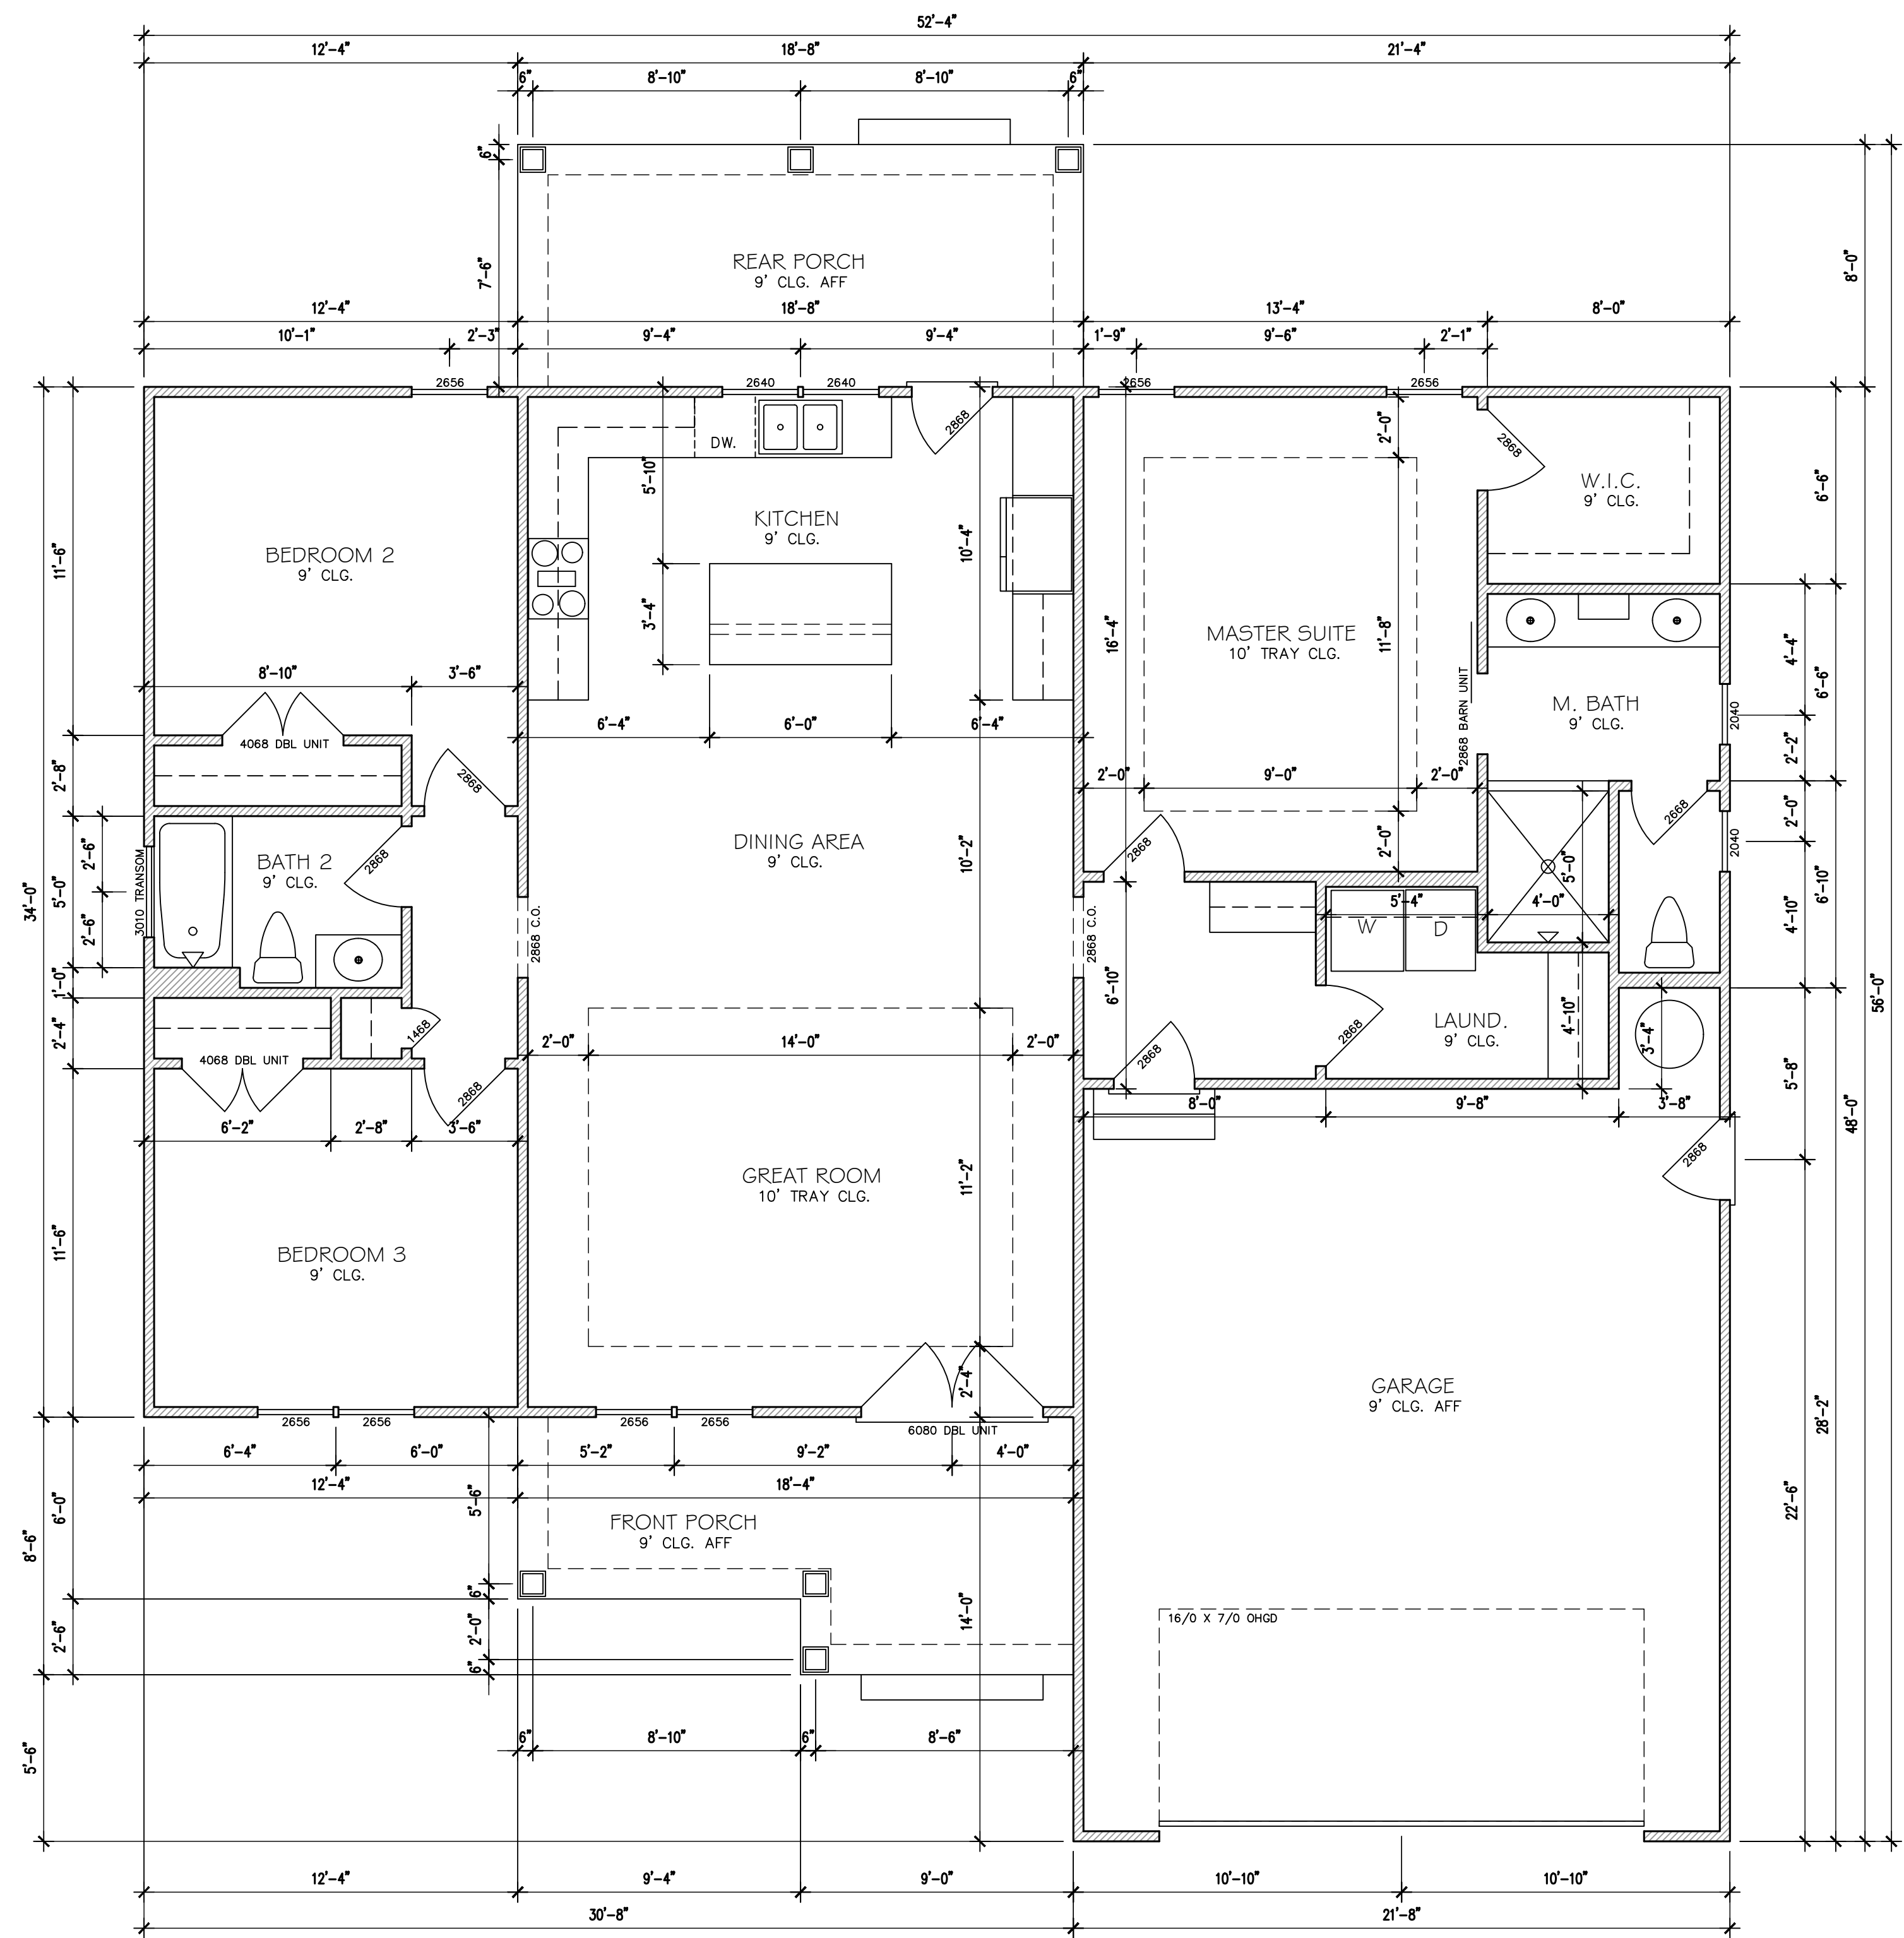 52'-4"
12'-4" 18'-8" 21'-4"
6" 8'-10" 8'-10" 6"
6"
7'-6"
8'-0"
REAR PORCH
9' CLG. AFF
12'-4" 18'-8" 13'-4" 8'-0"
10'-1" 2'-3" 9'-4" 9'-4" 1'-9" 9'-6" 2'-1"
2656 2640 2640 2656 2656
2868
DW.
5'-10"
2'-0"
2868
W.I.C.
9' CLG.
6'-6"
KITCHEN
9' CLG.
10'-4"
BEDROOM 2
9' CLG.
11'-6"
3'-4"
16'-4"
MASTER SUITE
10' TRAY CLG.
11'-8"
4'-4"
6'-6"
8'-10" 3'-6"
2868 BARN UNIT
M. BATH
9' CLG.
2040
2'-2"
4068 DBL UNIT
6'-4" 6'-0" 6'-4"
2'-8"
2868
2'-0" 9'-0" 2'-0"
2'-0"
2668
2040
2'-6"
5'-0"
2'-6"
34'-0"
3010 TRANSOM
BATH 2
9' CLG.
2868
DINING AREA
9' CLG.
10'-2"
2868
2'-0"
5'-0"
6'-10"
4'-10"
5'-4" 4'-0"
W D
2868 C.O.
2868 C.O.
1'-0"
2'-4"
6'-10"
4'-10"
LAUND.
9' CLG.
2868
3'-4"
56'-0"
1468
4068 DBL UNIT
2868
2'-0" 14'-0" 2'-0"
2868
5'-8"
48'-0"
6'-2" 2'-8" 3'-6"
8'-0" 9'-8" 3'-8"
2868
GREAT ROOM
10' TRAY CLG.
11'-2"
BEDROOM 3
9' CLG.
11'-6"
2'-4"
GARAGE
9' CLG. AFF
28'-2"
22'-6"
2656 2656 2656 2656
6080 DBL UNIT
6'-4" 6'-0" 5'-2" 9'-2" 4'-0"
12'-4" 18'-4"
5'-6"
6'-0"
8'-6"
FRONT PORCH
9' CLG. AFF
6"
2'-0"
6"
2'-6"
14'-0"
16/0 X 7/0 OHGD
5'-6"
6" 8'-10" 6" 8'-6"
12'-4" 9'-4" 9'-0" 10'-10" 10'-10"
30'-8" 21'-8"